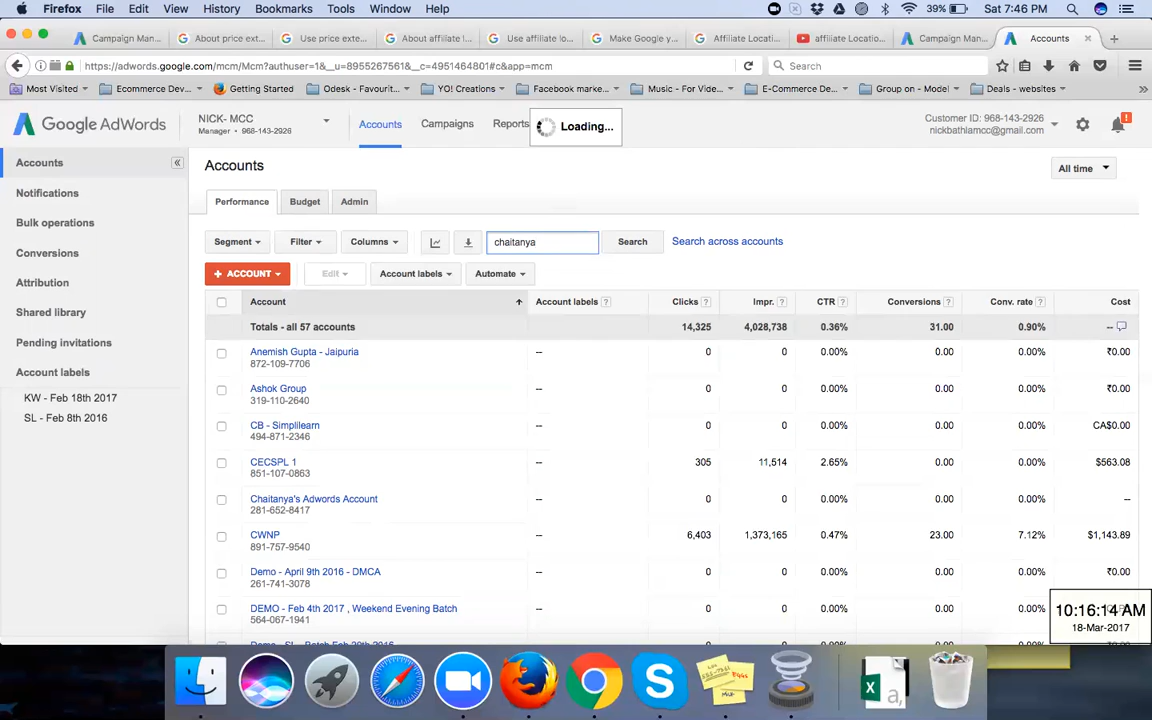 Firefox File Edit View History Bookmarks Tools Window Help 39% Sat 7:46 PM
Campaign Man... About price ext... Use price exte... About affiliate l... Use affiliate lo... Make Google y... Affiliate Locati... affiliate Locatio... Campaign Man... Accounts
https://adwords.google.com/mcm/Mcm?authuser=1&__u=8955267561&__c=4951464801#c&app=mcm Search
Most Visited Ecommerce Dev... Getting Started Odesk - Favourit... YO! Creations Facebook marke... Music - For Vide... E-Commerce De... Group on - Model Deals - websites
Google AdWords
NICK- MCC
Manager • 968-143-2926
Accounts Campaigns Reports
Loading...
Customer ID: 968-143-2926
nickbathlamcc@gmail.com
!
Accounts
Notifications
Bulk operations
Conversions
Attribution
Shared library
Pending invitations
Account labels
KW - Feb 18th 2017
SL - Feb 8th 2016
Accounts
All time
Performance Budget Admin
Segment Filter Columns chaitanya Search Search across accounts
+ ACCOUNT Edit Account labels Automate
Account Account labels ? Clicks ? Impr. ? CTR ? Conversions ? Conv. rate ? Cost
Totals - all 57 accounts 14,325 4,028,738 0.36% 31.00 0.90% --
Anemish Gupta - Jaipuria -- 0 0 0.00% 0.00 0.00% ₹0.00
872-109-7706
Ashok Group -- 0 0 0.00% 0.00 0.00% ₹0.00
319-110-2640
CB - Simplilearn -- 0 0 0.00% 0.00 0.00% CA$0.00
494-871-2346
CECSPL 1 -- 305 11,514 2.65% 0.00 0.00% $563.08
851-107-0863
Chaitanya's Adwords Account -- 0 0 0.00% 0.00 0.00% --
281-652-8417
CWNP -- 6,403 1,373,165 0.47% 23.00 7.12% $1,143.89
891-757-9540
Demo - April 9th 2016 - DMCA -- 0 0 0.00% 0.00 0.00% ₹0.00
261-741-3078
DEMO - Feb 4th 2017 , Weekend Evening Batch -- 0 0 0.00% 0.00 0.00%
564-067-1941
10:16:14 AM
18-Mar-2017